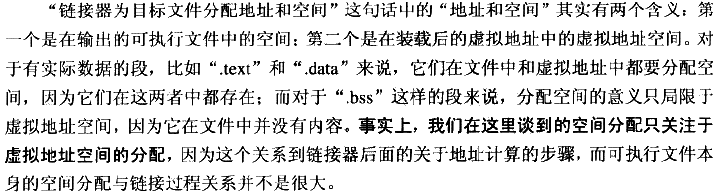 “链接器为目标文件分配地址和空间”这句话中的“地址和空间”其实有两个含义：第
一个是在输出的可执行文件中的空间；第二个是在装载后的虚拟地址中的虚拟地址空间。对
于有实际数据的段，比如“.text”和“.data”来说，它们在文件中和虚拟地址中都要分配空
间，因为它们在这两者中都存在；而对于“.bss”这样的段来说，分配空间的意义只局限于
虚拟地址空间，因为它在文件中并没有内容。事实上，我们在这里谈到的空间分配只关注于
虚拟地址空间的分配，因为这个关系到链接器后面的关于地址计算的步骤，而可执行文件本
身的空间分配与链接过程关系并不是很大。